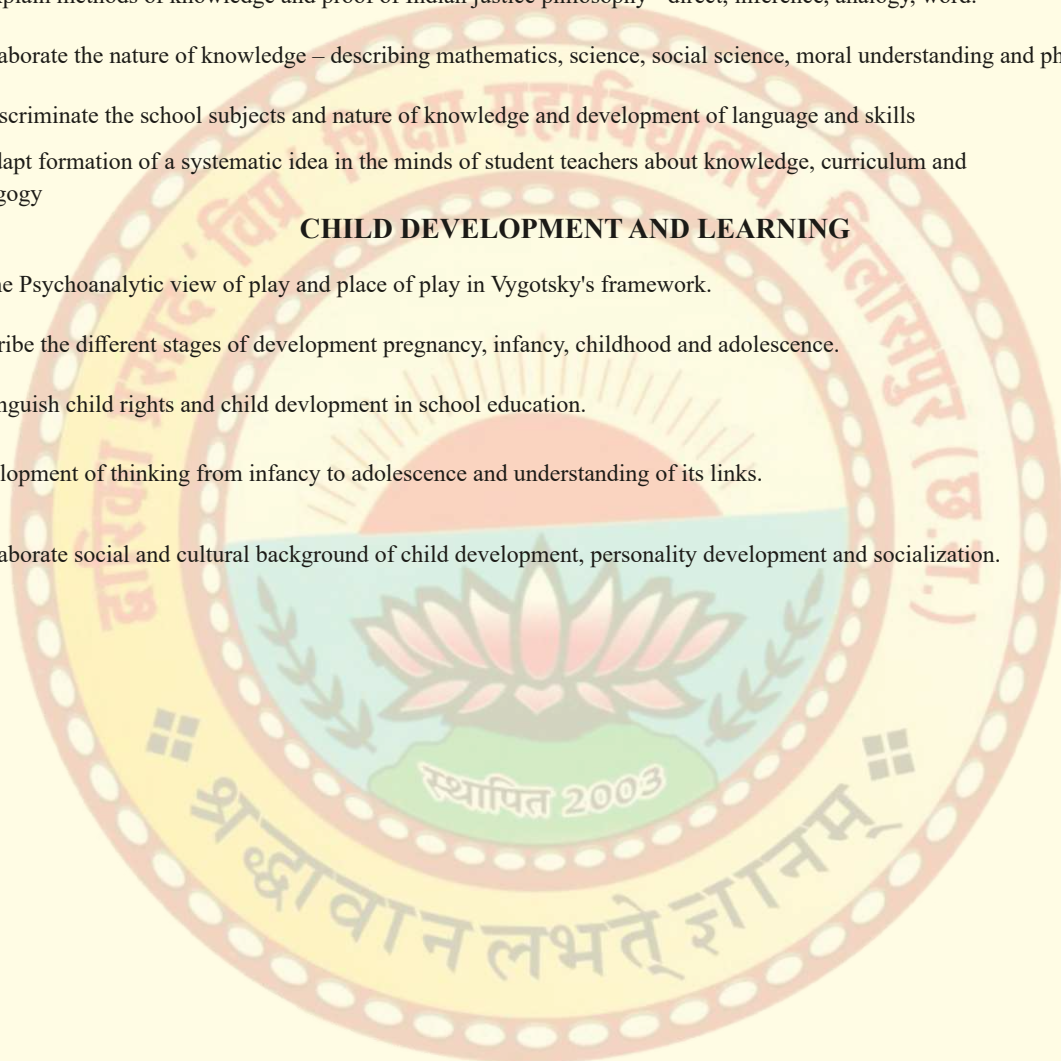 methods of knowledge and proof of Indian justice philosophy - direct, inference, analogy, word.
aborate the nature of knowledge – describing mathematics, science, social science, moral understanding and ph
scriminate the school subjects and nature of knowledge and development of language and skills
dapt formation of a systematic idea in the minds of student teachers about knowledge, curriculum and
gogy
CHILD DEVELOPMENT AND LEARNING
ne Psychoanalytic view of play and place of play in Vygotsky's framework.
ribe the different stages of development pregnancy, infancy, childhood and adolescence.
nguish child rights and child devlopment in school education.
lopment of thinking from infancy to adolescence and understanding of its links.
aborate social and cultural background of child development, personality development and socialization.
द्वारिका प्रसाद 'विप्र' शिक्षा महाविद्यालय, बिलासपुर (छ.ग.)
स्थापित 2003
श्रद्धावान लभते ज्ञानम्